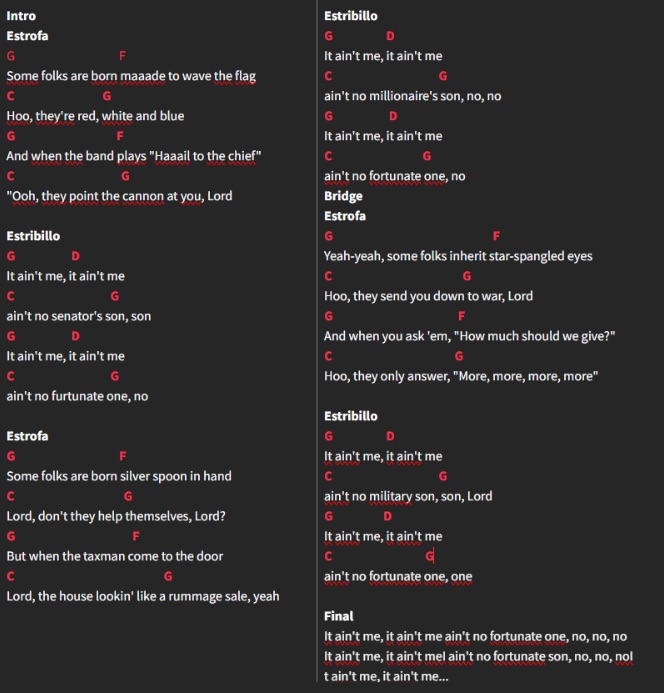 Intro
Estrofa
G F
Some folks are born maaade to wave the flag
C G
Hoo, they're red, white and blue
G F
And when the band plays "Haaail to the chief"
C G
"Ooh, they point the cannon at you, Lord
Estribillo
G D
It ain't me, it ain't me
C G
ain't no senator's son, son
G D
It ain't me, it ain't me
C G
ain't no furtunate one, no
Estrofa
G F
Some folks are born silver spoon in hand
C G
Lord, don't they help themselves, Lord?
G F
But when the taxman come to the door
C G
Lord, the house lookin' like a rummage sale, yeah
Estribillo
G D
It ain't me, it ain't me
C G
ain't no millionaire's son, no, no
G D
It ain't me, it ain't me
C G
ain't no fortunate one, no
Bridge
Estrofa
G F
Yeah-yeah, some folks inherit star-spangled eyes
C G
Hoo, they send you down to war, Lord
G F
And when you ask 'em, "How much should we give?"
C G
Hoo, they only answer, "More, more, more, more"
Estribillo
G D
It ain't me, it ain't me
C G
ain't no military son, son, Lord
G D
It ain't me, it ain't me
C G
ain't no fortunate one, one
Final
It ain't me, it ain't me ain't no fortunate one, no, no, no
It ain't me, it ain't meI ain't no fortunate son, no, no, noI
t ain't me, it ain't me...